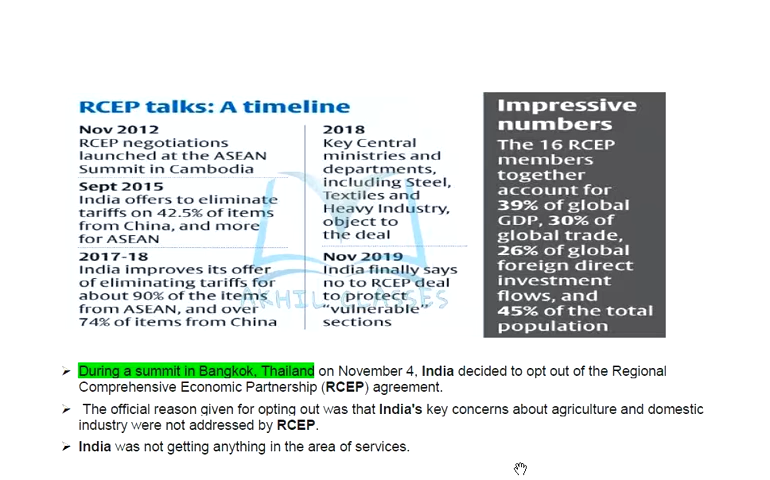 RCEP talks: A timeline
Nov 2012
RCEP negotiations
launched at the ASEAN
Summit in Cambodia
Sept 2015
India offers to eliminate
tariffs on 42.5% of items
from China, and more
for ASEAN
2017-18
India improves its offer
of eliminating tariffs for
about 90% of the items
from ASEAN, and over
74% of items from China
2018
Key Central
ministries and
departments,
including Steel,
Textiles and
Heavy Industry,
object to
the deal
Nov 2019
India finally says
no to RCEP deal
to protect
"vulnerable"
sections
AKHIL CLASSES
Impressive
numbers
The 16 RCEP
members
together
account for
39% of global
GDP, 30% of
global trade,
26% of global
foreign direct
investment
flows, and
45% of the total
population
➢ During a summit in Bangkok, Thailand on November 4, India decided to opt out of the Regional
Comprehensive Economic Partnership (RCEP) agreement.
➢ The official reason given for opting out was that India's key concerns about agriculture and domestic
industry were not addressed by RCEP.
➢ India was not getting anything in the area of services.